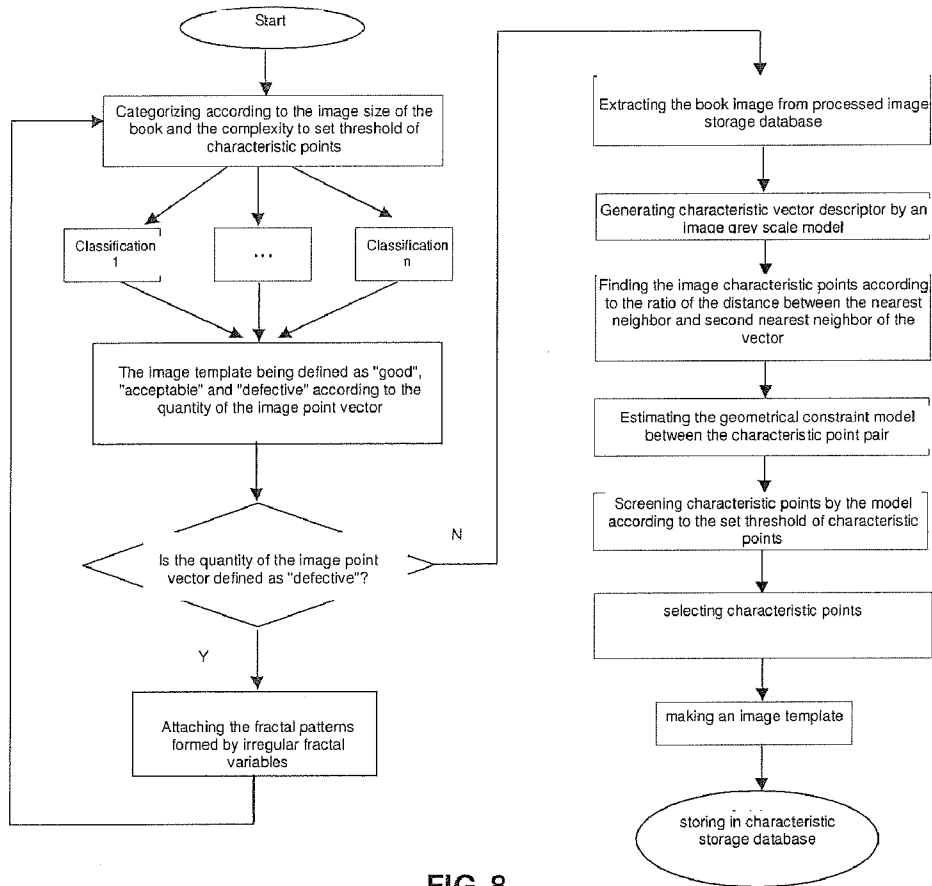 Start
Categorizing according to the image size of the
book and the complexity to set threshold of
characteristic points
Classification
1
...
Classification
n
The image template being defined as "good",
"acceptable" and "defective" according to the
quantity of the image point vector
Is the quantity of the image point
vector defined as "defective"?
N
Y
Attaching the fractal patterns
formed by irregular fractal
variables
Extracting the book image from processed image
storage database
Generating characteristic vector descriptor by an
image grey scale model
Finding the image characteristic points according
to the ratio of the distance between the nearest
neighbor and second nearest neighbor of the
vector
Estimating the geometrical constraint model
between the characteristic point pair
Screening characteristic points by the model
according to the set threshold of characteristic
points
selecting characteristic points
making an image template
storing in characteristic
storage database
FIG. 8